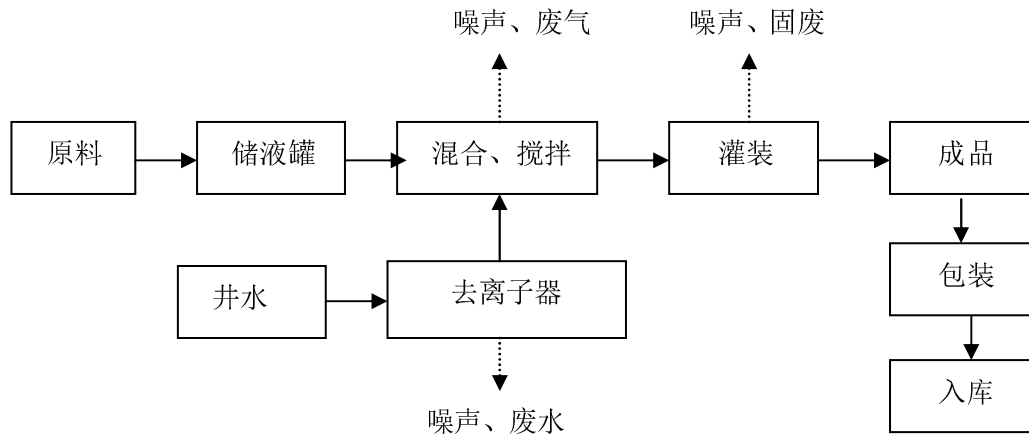 噪声、废气
噪声、固废
原料
储液罐
混合、搅拌
灌装
成品
井水
去离子器
包装
入库
噪声、废水